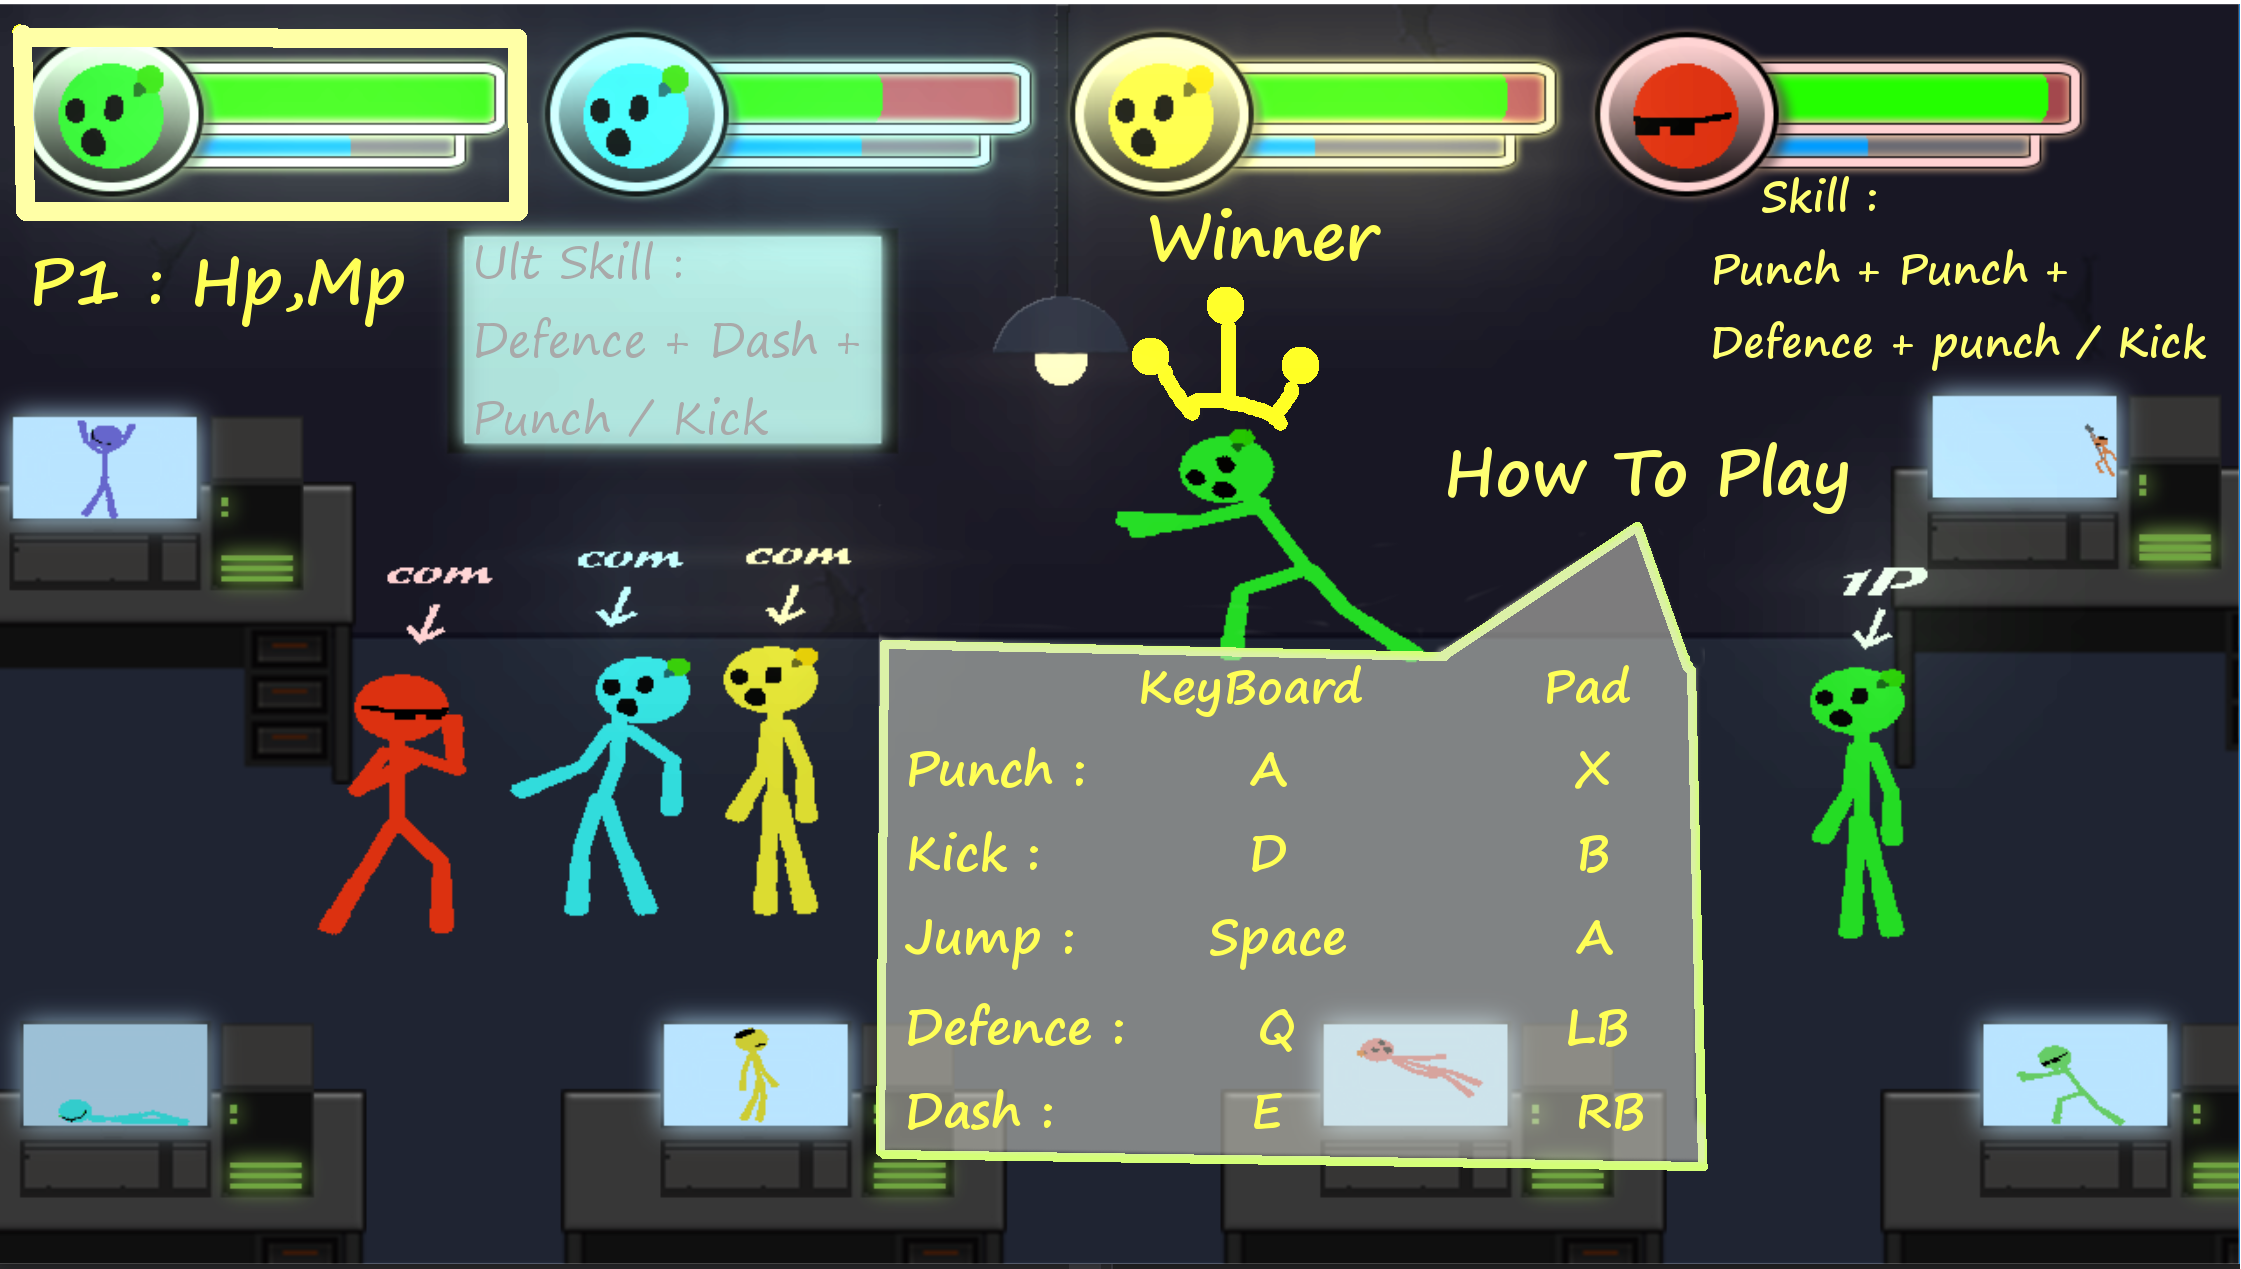 P1 : Hp,Mp
Ult Skill :
Defence + Dash +
Punch / Kick
Winner
Skill :
Punch + Punch +
Defence + punch / Kick
How To Play
com
com
com
1P
KeyBoard Pad
Punch : A X
Kick : D B
Jump : Space A
Defence : Q LB
Dash : E RB